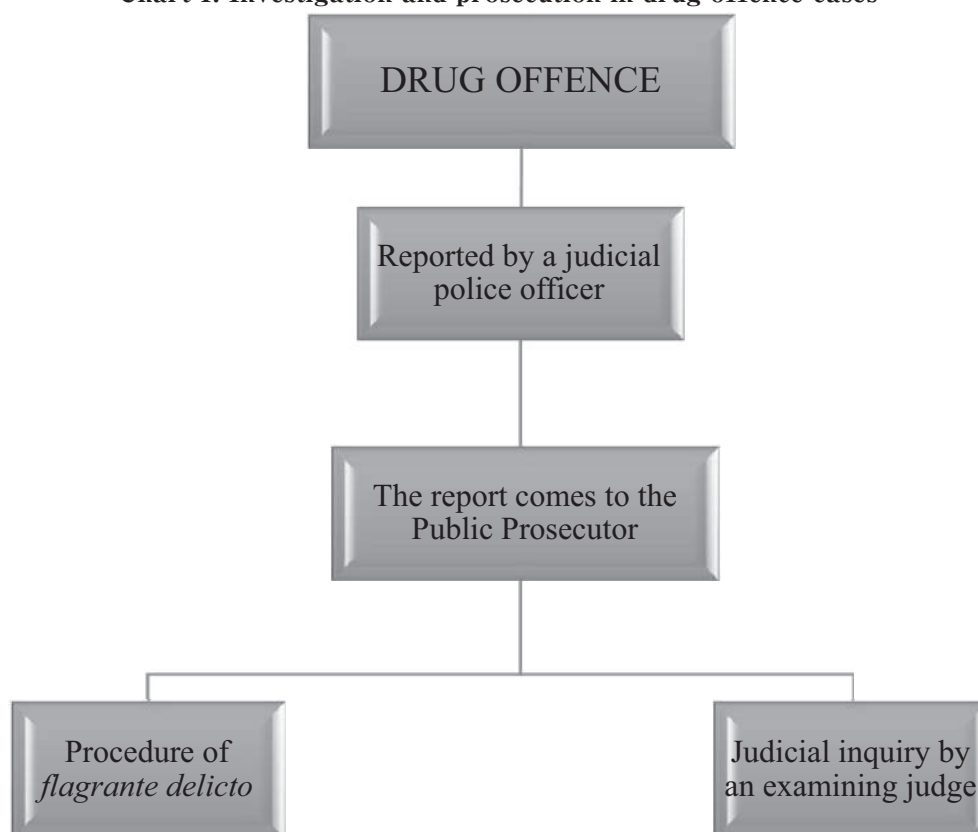 Chart 1. Investigation and prosecution in drug offence cases
DRUG OFFENCE
Reported by a judicial
police officer
The report comes to the
Public Prosecutor
Procedure of
flagrante delicto
Judicial inquiry by
an examining judge